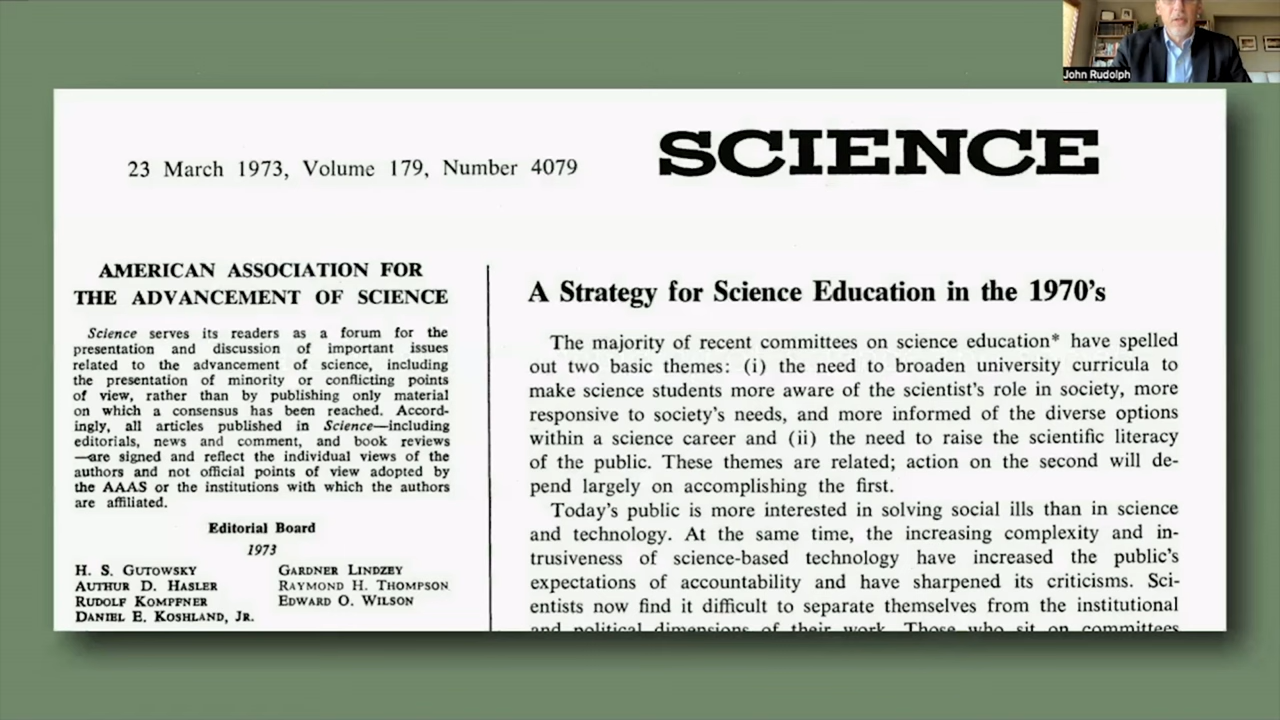 John Rudolph
23 March 1973, Volume 179, Number 4079
SCIENCE
AMERICAN ASSOCIATION FOR
THE ADVANCEMENT OF SCIENCE
Science serves its readers as a forum for the
presentation and discussion of important issues
related to the advancement of science, including
the presentation of minority or conflicting points
of view, rather than by publishing only material
on which a consensus has been reached. Accord-
ingly, all articles published in Science—including
editorials, news and comment, and book reviews
—are signed and reflect the individual views of the
authors and not official points of view adopted by
the AAAS or the institutions with which the authors
are affiliated.
Editorial Board
1973
H. S. GUTOWSKY
AUTHUR D. HASLER
RUDOLF KOMPFNER
DANIEL E. KOSHLAND, JR.
GARDNER LINDZEY
RAYMOND H. THOMPSON
EDWARD O. WILSON
A Strategy for Science Education in the 1970's
The majority of recent committees on science education* have spelled
out two basic themes: (i) the need to broaden university curricula to
make science students more aware of the scientist's role in society, more
responsive to society's needs, and more informed of the diverse options
within a science career and (ii) the need to raise the scientific literacy
of the public. These themes are related; action on the second will de-
pend largely on accomplishing the first.
Today's public is more interested in solving social ills than in science
and technology. At the same time, the increasing complexity and in-
trusiveness of science-based technology have increased the public's
expectations of accountability and have sharpened its criticisms. Sci-
entists now find it difficult to separate themselves from the institutional
and political dimensions of their work. Those who sit on committees